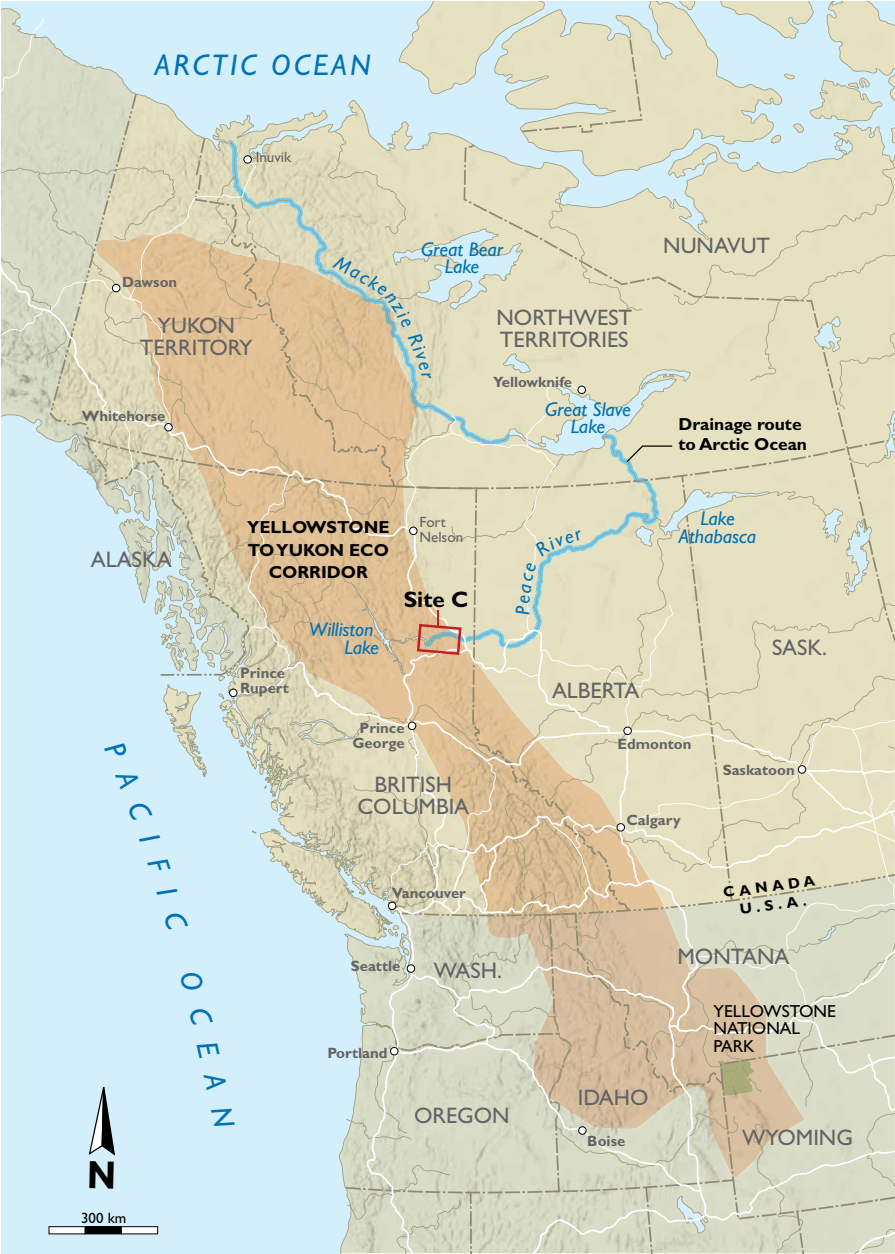 ARCTIC OCEAN
Inuvik
NUNAVUT
Great Bear
Lake
Mackenzie River
Dawson
YUKON
TERRITORY
NORTHWEST
TERRITORIES
Yellowknife
Great Slave
Lake
Whitehorse
Drainage route
to Arctic Ocean
YELLOWSTONE
TO YUKON ECO
CORRIDOR
Fort
Nelson
Lake
Athabasca
Peace River
ALASKA
Site C
Williston
Lake
SASK.
Prince
Rupert
ALBERTA
Prince
George
Edmonton
Saskatoon
BRITISH
COLUMBIA
Calgary
PACIFIC OCEAN
Vancouver
CANADA
U.S.A.
Seattle
WASH.
MONTANA
YELLOWSTONE
NATIONAL
PARK
Portland
OREGON
IDAHO
Boise
WYOMING
N
300 km